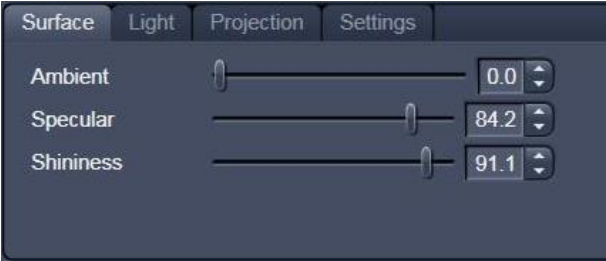 Surface Light Projection Settings
Ambient 0.0
Specular 84.2
Shininess 91.1